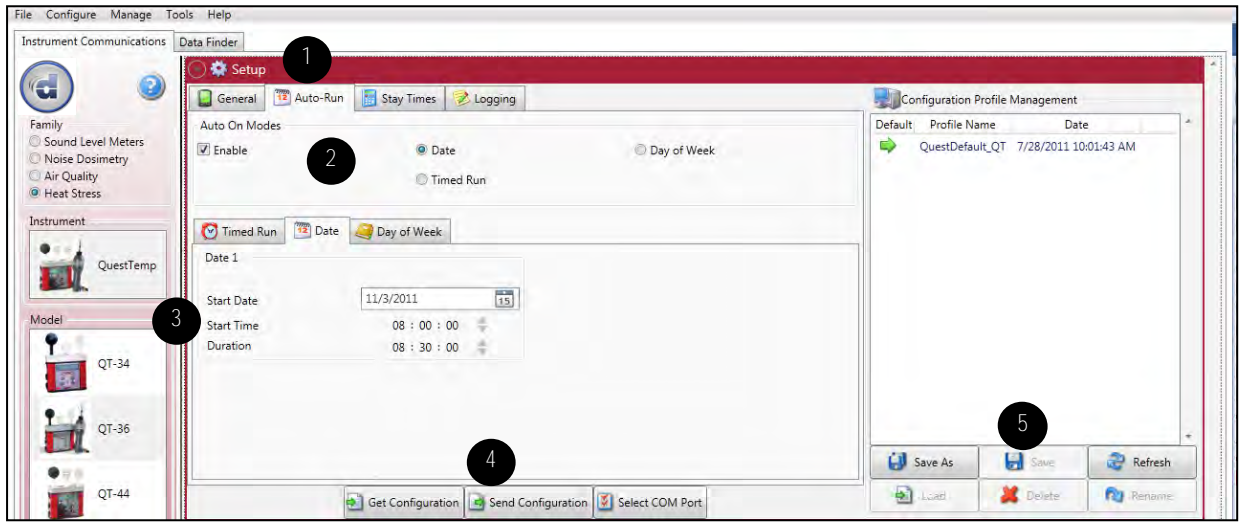 File Configure Manage Tools Help
Instrument Communications Data Finder
1
Setup
General 12 Auto-Run Stay Times Logging
Configuration Profile Management
Family
Sound Level Meters
Noise Dosimetry
Air Quality
Heat Stress
Auto On Modes
Enable
2
Date
Day of Week
Timed Run
Default Profile Name Date
QuestDefault_QT 7/28/2011 10:01:43 AM
Instrument
QuestTemp
Timed Run 12 Date Day of Week
Date 1
Start Date 11/3/2011 15
3
Start Time 08 : 00 : 00
Duration 08 : 30 : 00
Model
QT-34
QT-36
QT-44
4
Get Configuration Send Configuration Select COM Port
5
Save As Save Refresh
Load Delete Rename